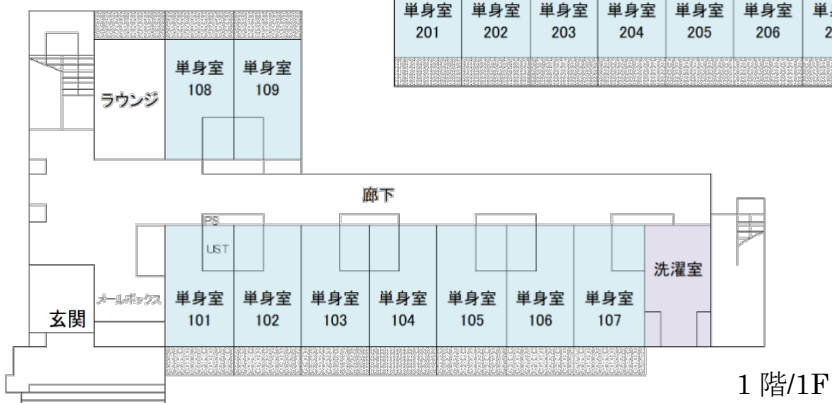 単身室 単身室 単身室 単身室 単身室 単身室
201 202 203 204 205 206
単身室 単身室
108 109
ラウンジ
廊下
PS
UST
洗濯室
メールボックス
玄関
単身室 単身室 単身室 単身室 単身室 単身室 単身室
101 102 103 104 105 106 107
1 階/1F